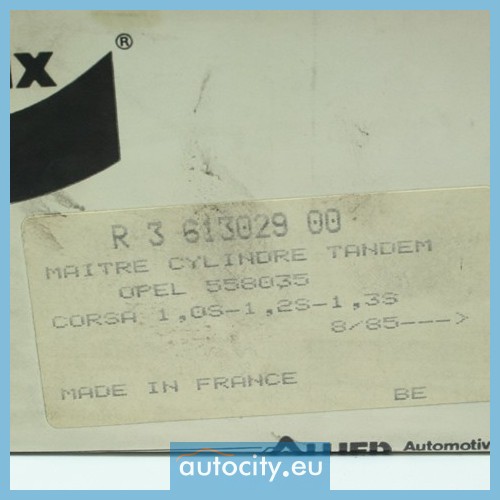 ®
R 3 613029 00
MAITRE CYLINDRE TANDEM
OPEL 558035
CORSA 1,0S-1,2S-1,3S
8/85--->
MADE IN FRANCE
BE
ALLIED Automotiv
autocity.eu